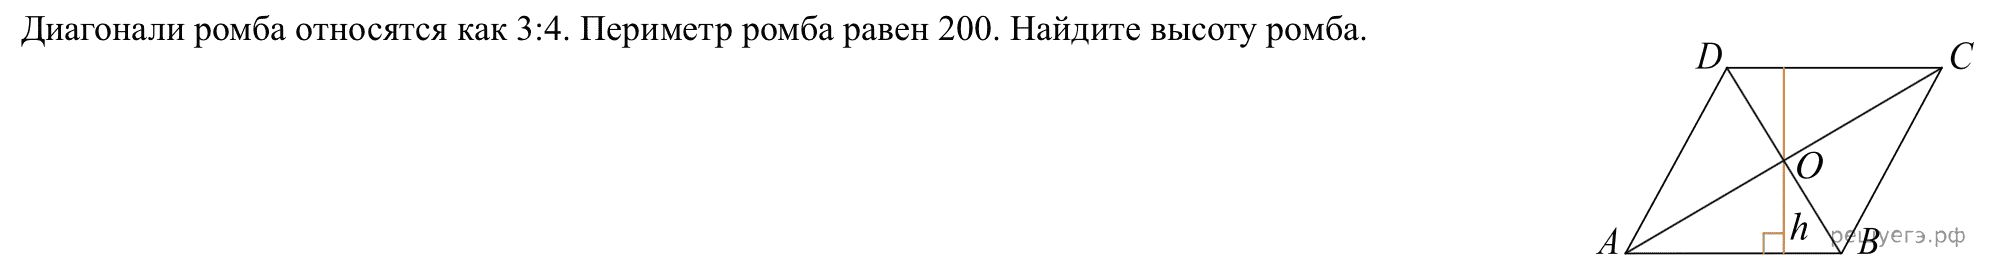 Диагонали ромба относятся как 3:4. Периметр ромба равен 200. Найдите высоту ромба.
D
C
O
A
h
B
решуегэ.рф